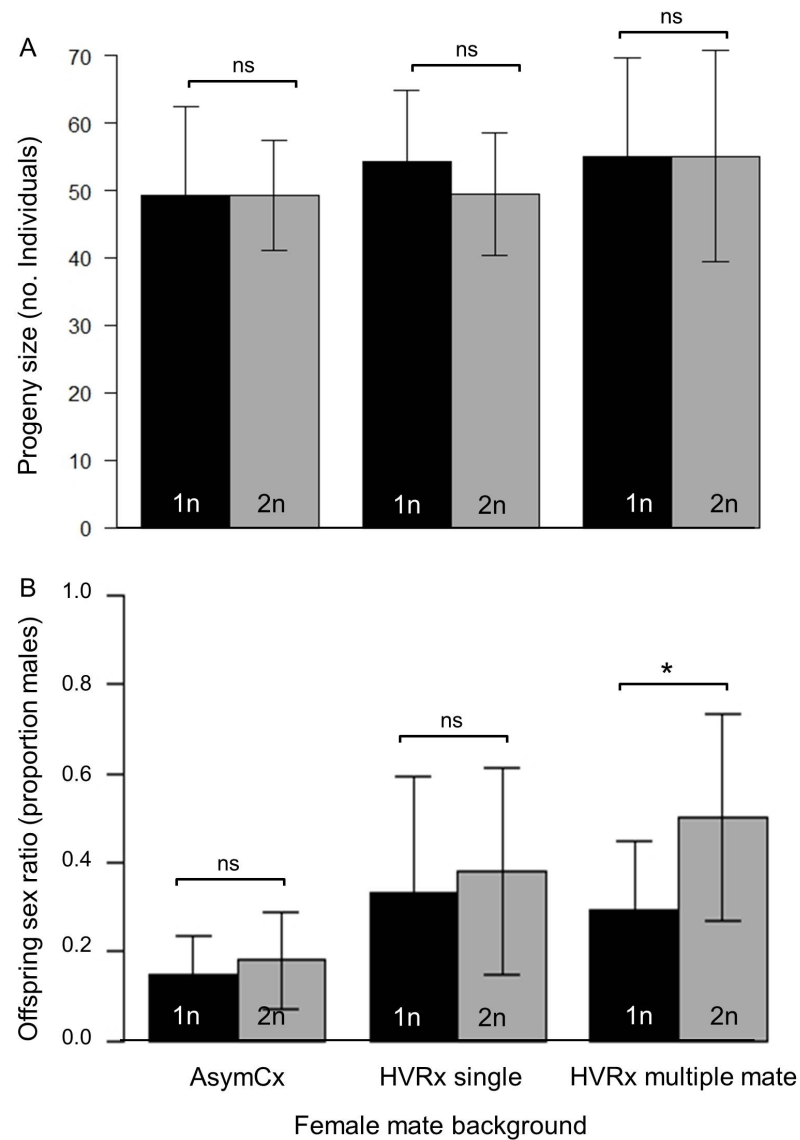 A
ns
ns
ns
70
60
50
40
30
20
10
0
Progeny size (no. Individuals)
1n
2n
1n
2n
1n
2n
B
1.0
0.8
0.6
0.4
0.2
0.0
Offspring sex ratio (proportion males)
ns
ns
*
1n
2n
1n
2n
1n
2n
AsymCx
HVRx single
HVRx multiple mate
Female mate background